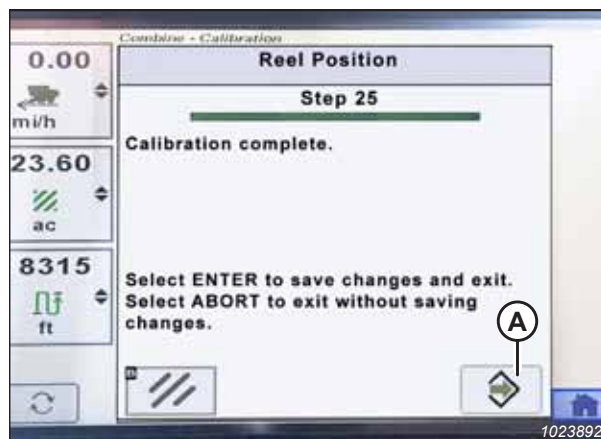 Combine - Calibration
Reel Position
Step 25
Calibration complete.
Select ENTER to save changes and exit.
Select ABORT to exit without saving
changes.
0.00
mi/h
23.60
ac
8315
ft
A
1023892